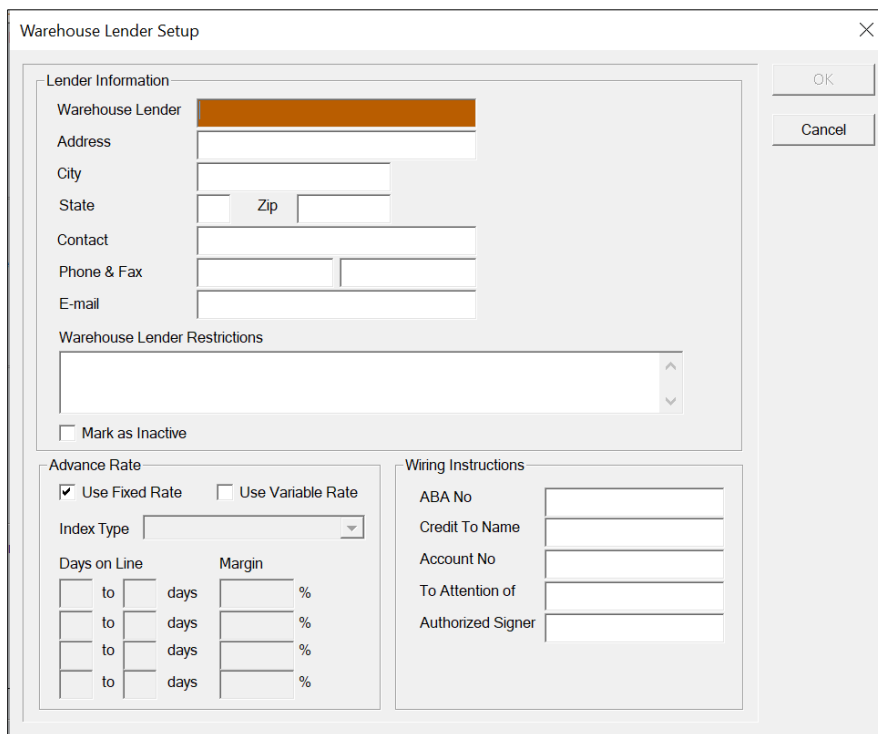 Warehouse Lender Setup
OK
Cancel
Lender Information
Warehouse Lender
Address
City
State Zip
Contact
Phone & Fax
E-mail
Warehouse Lender Restrictions
Mark as Inactive
Advance Rate
Use Fixed Rate Use Variable Rate
Index Type
Days on Line Margin
to days %
to days %
to days %
to days %
Wiring Instructions
ABA No
Credit To Name
Account No
To Attention of
Authorized Signer